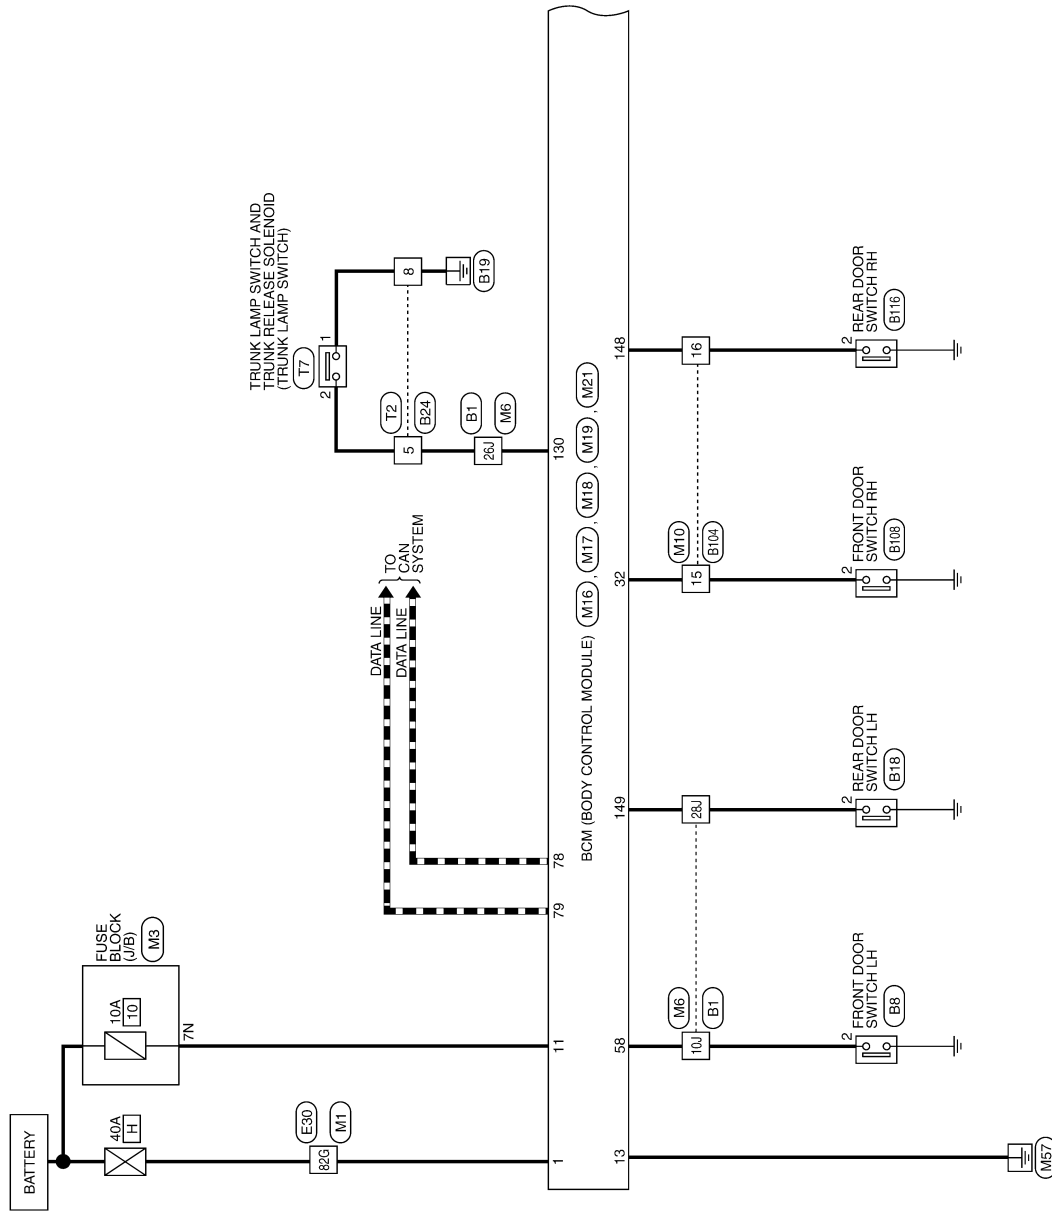 BATTERY
40A
H
10A
10
FUSE
BLOCK
(J/B)
M3
7N
E30
82G
M1
1
11
79
78
DATA LINE
DATA LINE
TO
CAN
SYSTEM
TRUNK LAMP SWITCH AND
TRUNK RELEASE SOLENOID
(TRUNK LAMP SWITCH)
T7
2
1
T2
5
B24
8
B19
B1
26J
M6
130
BCM (BODY CONTROL MODULE) M16 , M17 , M18 , M19 , M21
13
58
149
32
148
M6
10J
B1
28J
M10
15
B104
16
2
FRONT DOOR
SWITCH LH
B8
2
REAR DOOR
SWITCH LH
B18
2
FRONT DOOR
SWITCH RH
B108
2
REAR DOOR
SWITCH RH
B116
M57